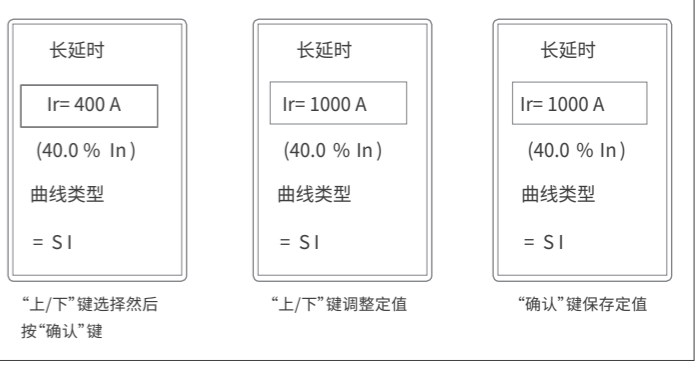 长延时
Ir= 400 A
(40.0 % In)
曲线类型
= S I
“上/下”键选择然后
按“确认”键
长延时
Ir= 1000 A
(40.0 % In)
曲线类型
= S I
“上/下”键调整定值
长延时
Ir= 1000 A
(40.0 % In)
曲线类型
= S I
“确认”键保存定值